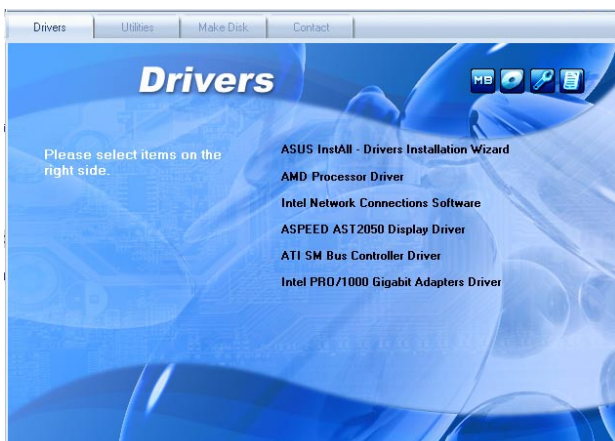 Drivers
Utilities
Make Disk
Contact
Drivers
MB
Please select items on the
right side.
ASUS InstAll - Drivers Installation Wizard
AMD Processor Driver
Intel Network Connections Software
ASPEED AST2050 Display Driver
ATI SM Bus Controller Driver
Intel PRO/1000 Gigabit Adapters Driver